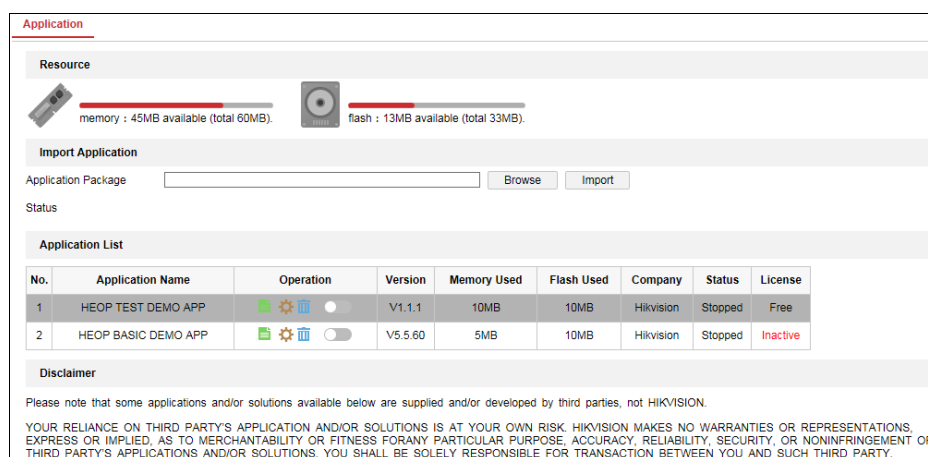 Application
Resource
memory : 45MB available (total 60MB). flash : 13MB available (total 33MB).
Import Application
Application Package Browse Import
Status
Application List
No. Application Name Operation Version Memory Used Flash Used Company Status License
1 HEOP TEST DEMO APP V1.1.1 10MB 10MB Hikvision Stopped Free
2 HEOP BASIC DEMO APP V5.5.60 5MB 10MB Hikvision Stopped Inactive
Disclaimer
Please note that some applications and/or solutions available below are supplied and/or developed by third parties, not HIKVISION.
YOUR RELIANCE ON THIRD PARTY'S APPLICATION AND/OR SOLUTIONS IS AT YOUR OWN RISK. HIKVISION MAKES NO WARRANTIES OR REPRESENTATIONS,
EXPRESS OR IMPLIED, AS TO MERCHANTABILITY OR FITNESS FORANY PARTICULAR PURPOSE, ACCURACY, RELIABILITY, SECURITY, OR NONINFRINGEMENT OF
THIRD PARTY'S APPLICATIONS AND/OR SOLUTIONS. YOU SHALL BE SOLELY RESPONSIBLE FOR TRANSACTION BETWEEN YOU AND SUCH THIRD PARTY.